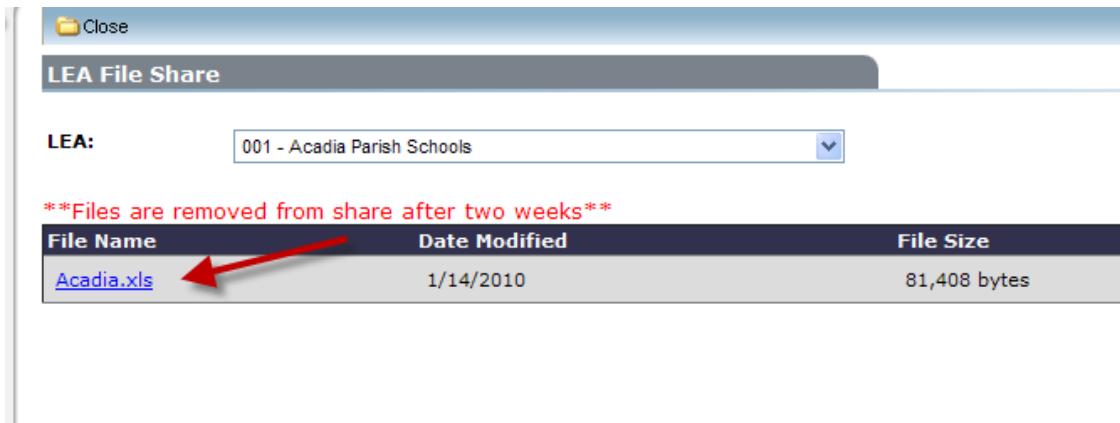 Close
LEA File Share
LEA: 001 - Acadia Parish Schools
**Files are removed from share after two weeks**
File Name Date Modified File Size
Acadia.xls 1/14/2010 81,408 bytes